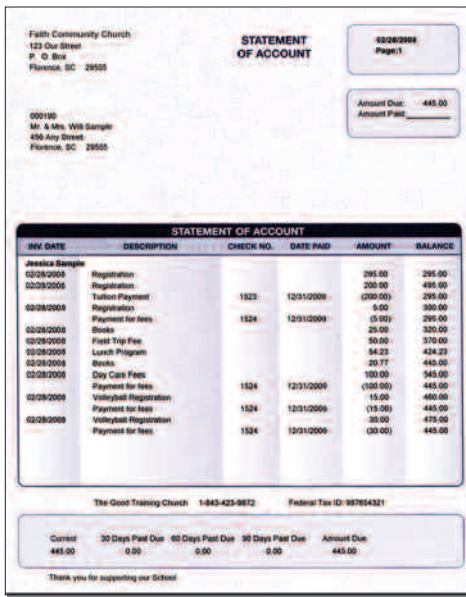 Faith Community Church
123 Our Street
P. O. Box
Florence, SC 29505
STATEMENT
OF ACCOUNT
02/28/2008
Page:1
Amount Due: 445.00
Amount Paid:
000190
Mr. & Mrs. Will Sample
456 Any Street
Florence, SC 29505
STATEMENT OF ACCOUNT
INV. DATE DESCRIPTION CHECK NO. DATE PAID AMOUNT BALANCE
Jessica Sample
02/28/2008 Registration 295.00 295.00
02/28/2008 Registration 200.00 495.00
Tuition Payment 1523 12/31/2009 (200.00) 295.00
02/28/2008 Registration 5.00 300.00
Payment for fees 1524 12/31/2009 (5.00) 295.00
02/28/2008 Books 25.00 320.00
02/28/2008 Field Trip Fee 50.00 370.00
02/28/2008 Lunch Program 54.23 424.23
02/28/2008 Books 20.77 445.00
02/28/2008 Day Care Fees 100.00 545.00
Payment for fees 1524 12/31/2009 (100.00) 445.00
02/28/2008 Volleyball Registration 15.00 460.00
Payment for fees 1524 12/31/2009 (15.00) 445.00
02/28/2008 Volleyball Registration 30.00 475.00
Payment for fees 1524 12/31/2009 (30.00) 445.00
The Good Training Church 1-843-423-9872 Federal Tax ID: 987654321
Current 30 Days Past Due 60 Days Past Due 90 Days Past Due Amount Due
445.00 0.00 0.00 0.00 445.00
Thank you for supporting our School